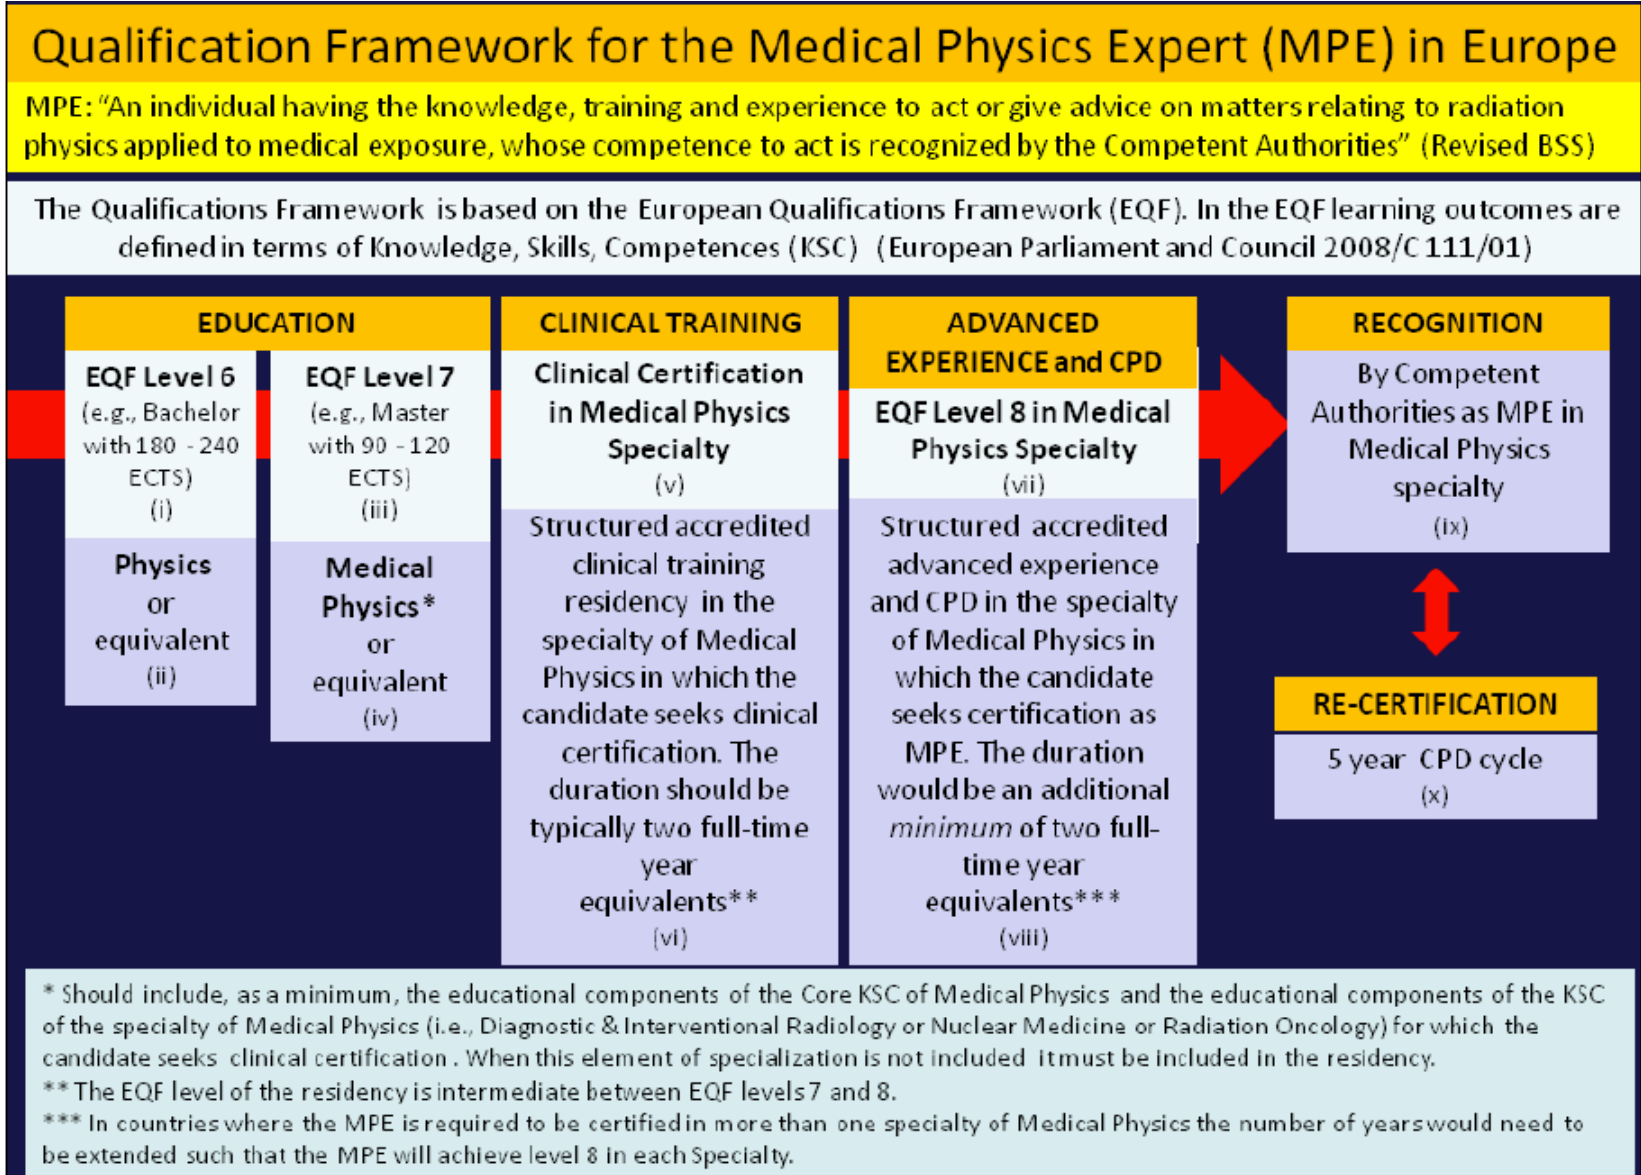 Qualification Framework for the Medical Physics Expert (MPE) in Europe
MPE: “An individual having the knowledge, training and experience to act or give advice on matters relating to radiation
physics applied to medical exposure, whose competence to act is recognized by the Competent Authorities” (Revised BSS)
The Qualifications Framework is based on the European Qualifications Framework (EQF). In the EQF learning outcomes are
defined in terms of Knowledge, Skills, Competences (KSC) (European Parliament and Council 2008/C 111/01)
EDUCATION
EQF Level 6
(e.g., Bachelor
with 180 - 240
ECTS)
(i)
Physics
or
equivalent
(ii)
EQF Level 7
(e.g., Master
with 90 - 120
ECTS)
(iii)
Medical
Physics*
or
equivalent
(iv)
CLINICAL TRAINING
Clinical Certification
in Medical Physics
Specialty
(v)
Structured accredited
clinical training
residency in the
specialty of Medical
Physics in which the
candidate seeks clinical
certification. The
duration should be
typically two full-time
year
equivalents**
(vi)
ADVANCED
EXPERIENCE and CPD
EQF Level 8 in Medical
Physics Specialty
(vii)
Structured accredited
advanced experience
and CPD in the specialty
of Medical Physics in
which the candidate
seeks certification as
MPE. The duration
would be an additional
minimum of two full-
time year
equivalents***
(viii)
RECOGNITION
By Competent
Authorities as MPE in
Medical Physics
specialty
(ix)
RE-CERTIFICATION
5 year CPD cycle
(x)
* Should include, as a minimum, the educational components of the Core KSC of Medical Physics and the educational components of the KSC
of the specialty of Medical Physics (i.e., Diagnostic & Interventional Radiology or Nuclear Medicine or Radiation Oncology) for which the
candidate seeks clinical certification . When this element of specialization is not included it must be included in the residency.
** The EQF level of the residency is intermediate between EQF levels 7 and 8.
*** In countries where the MPE is required to be certified in more than one specialty of Medical Physics the number of years would need to
be extended such that the MPE will achieve level 8 in each Specialty.